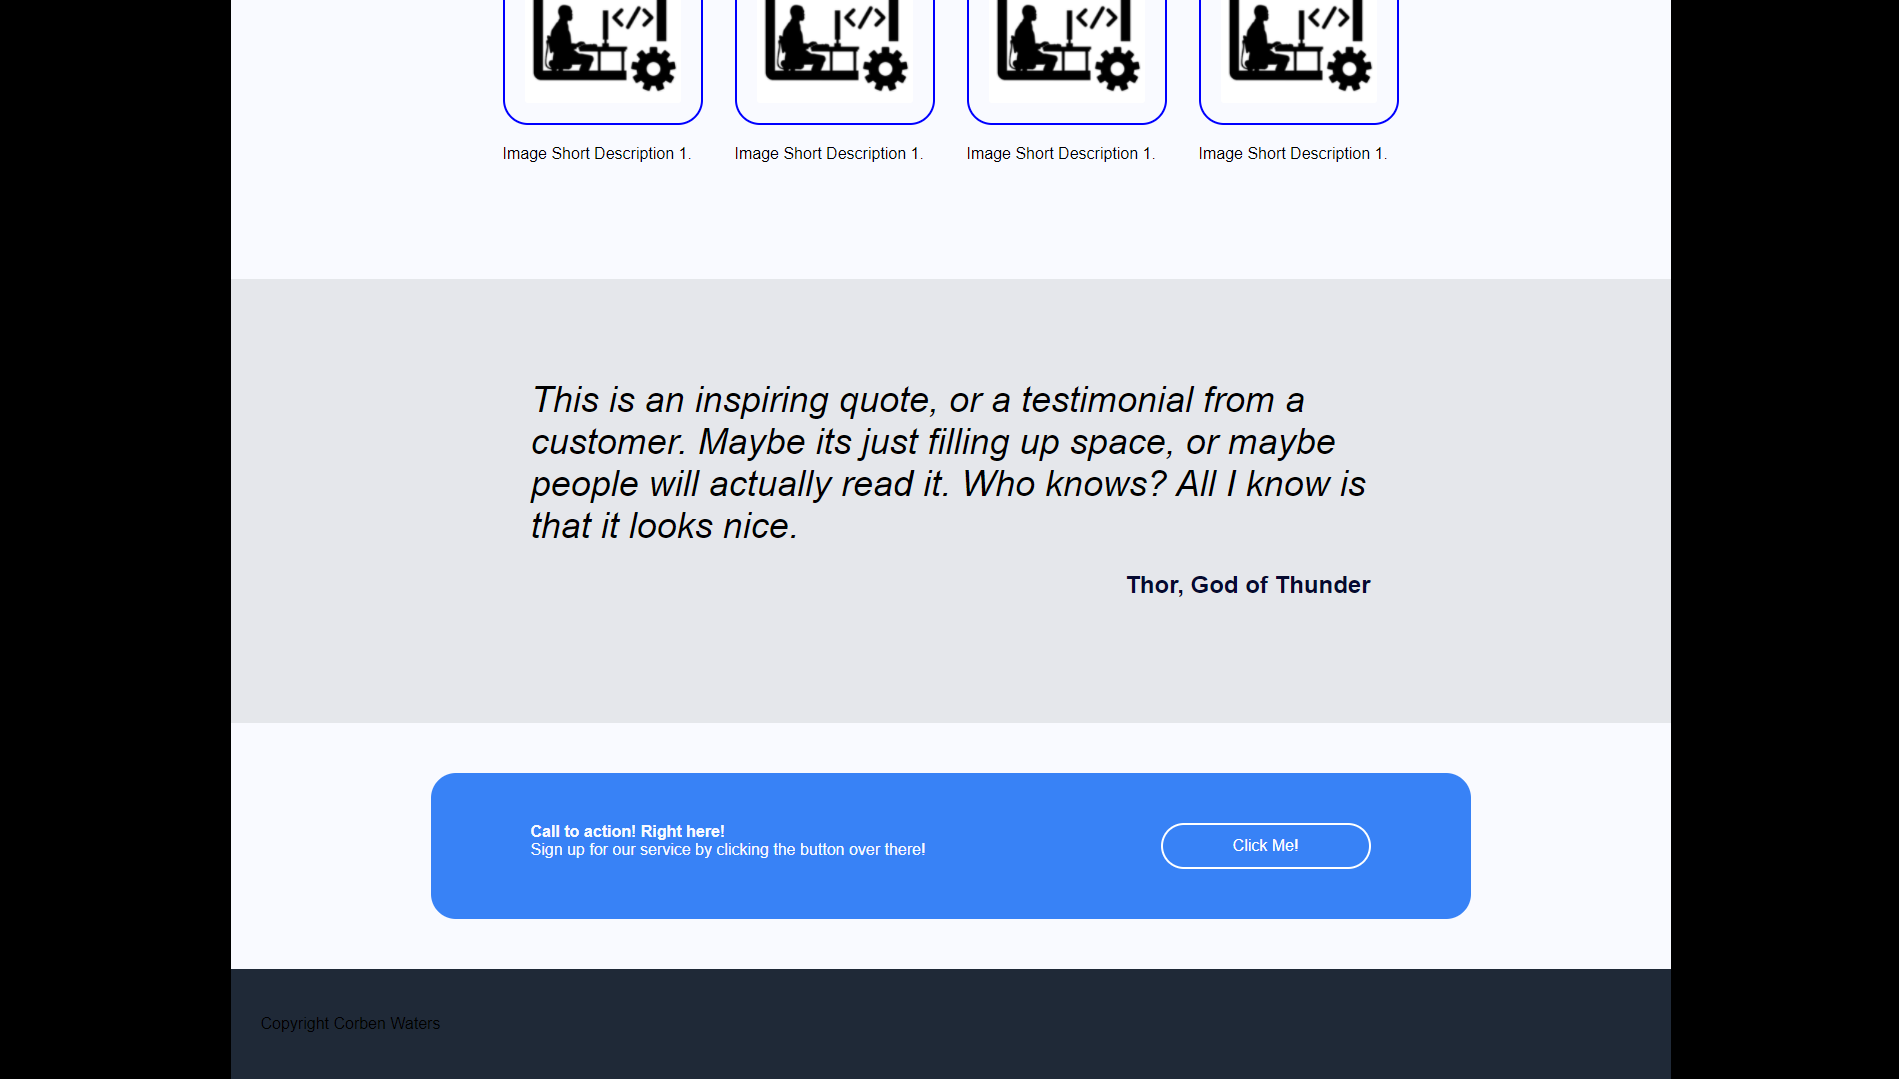 </> </> </> </>
Image Short Description 1. Image Short Description 1. Image Short Description 1. Image Short Description 1.
This is an inspiring quote, or a testimonial from a
customer. Maybe its just filling up space, or maybe
people will actually read it. Who knows? All I know is
that it looks nice.
Thor, God of Thunder
Call to action! Right here!
Sign up for our service by clicking the button over there!
Click Me!
Copyright Corben Waters